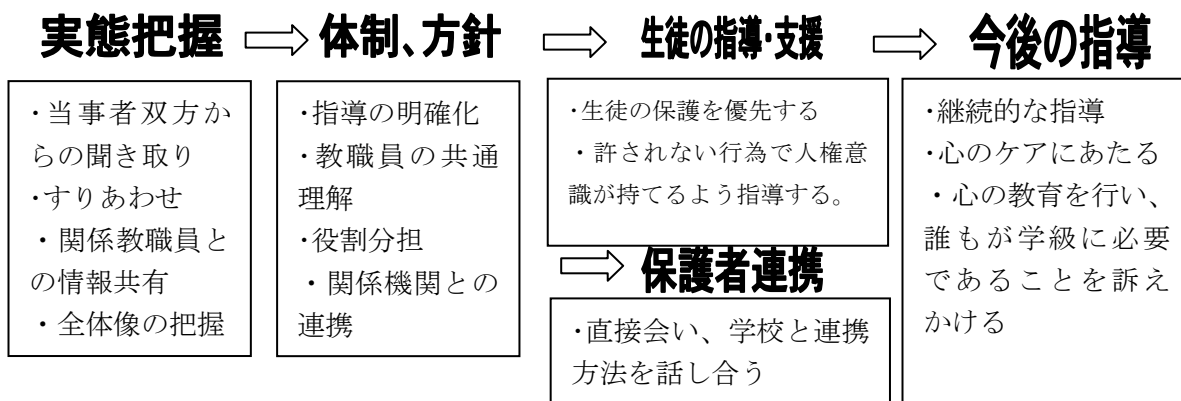 実態把握
・当事者双方か
らの聞き取り
・すりあわせ
・関係教職員と
の情報共有
・全体像の把握
体制、方針
・指導の明確化
・教職員の共通
理解
・役割分担
・関係機関との
連携
生徒の指導・支援
・生徒の保護を優先する
・許されない行為で人権意
識が持てるよう指導する。
保護者連携
・直接会い、学校と連携
方法を話し合う
今後の指導
・継続的な指導
・心のケアにあたる
・心の教育を行い、
誰もが学級に必要
であることを訴え
かける